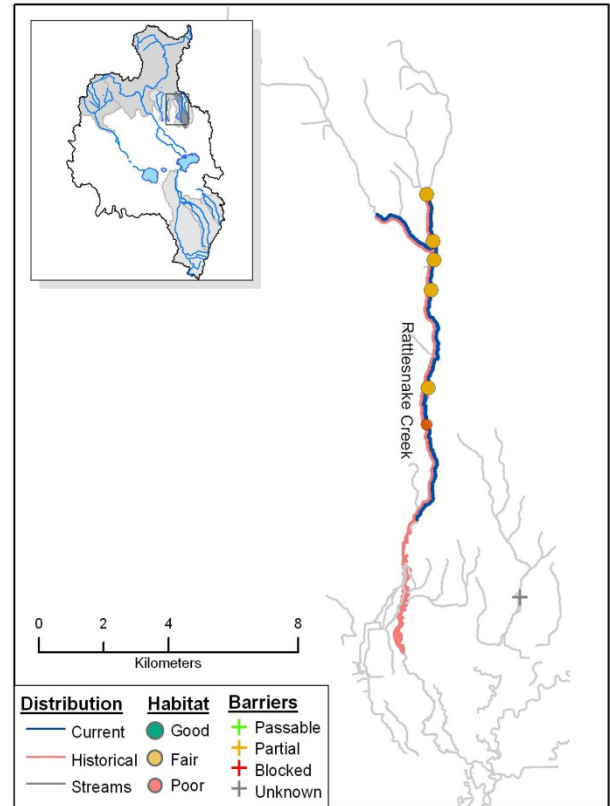 Rattlesnake Creek
0 2 4 8
Kilometers
Distribution
Current
Historical
Streams
Habitat
Good
Fair
Poor
Barriers
Passable
Partial
Blocked
Unknown